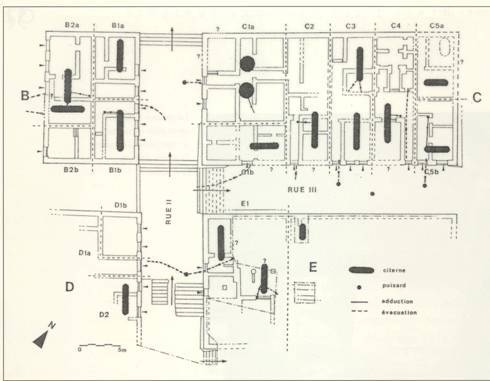 B2a B1a ? C1a C2 C3 C4 C5a
?
?
B
C
B2b B1b C1b ? ? ? ? C5b
RUE II
RUE III
D1b
E1
D1a
?
?
D
E
D2
citerne
puisard
adduction
évacuation
N
0 5m